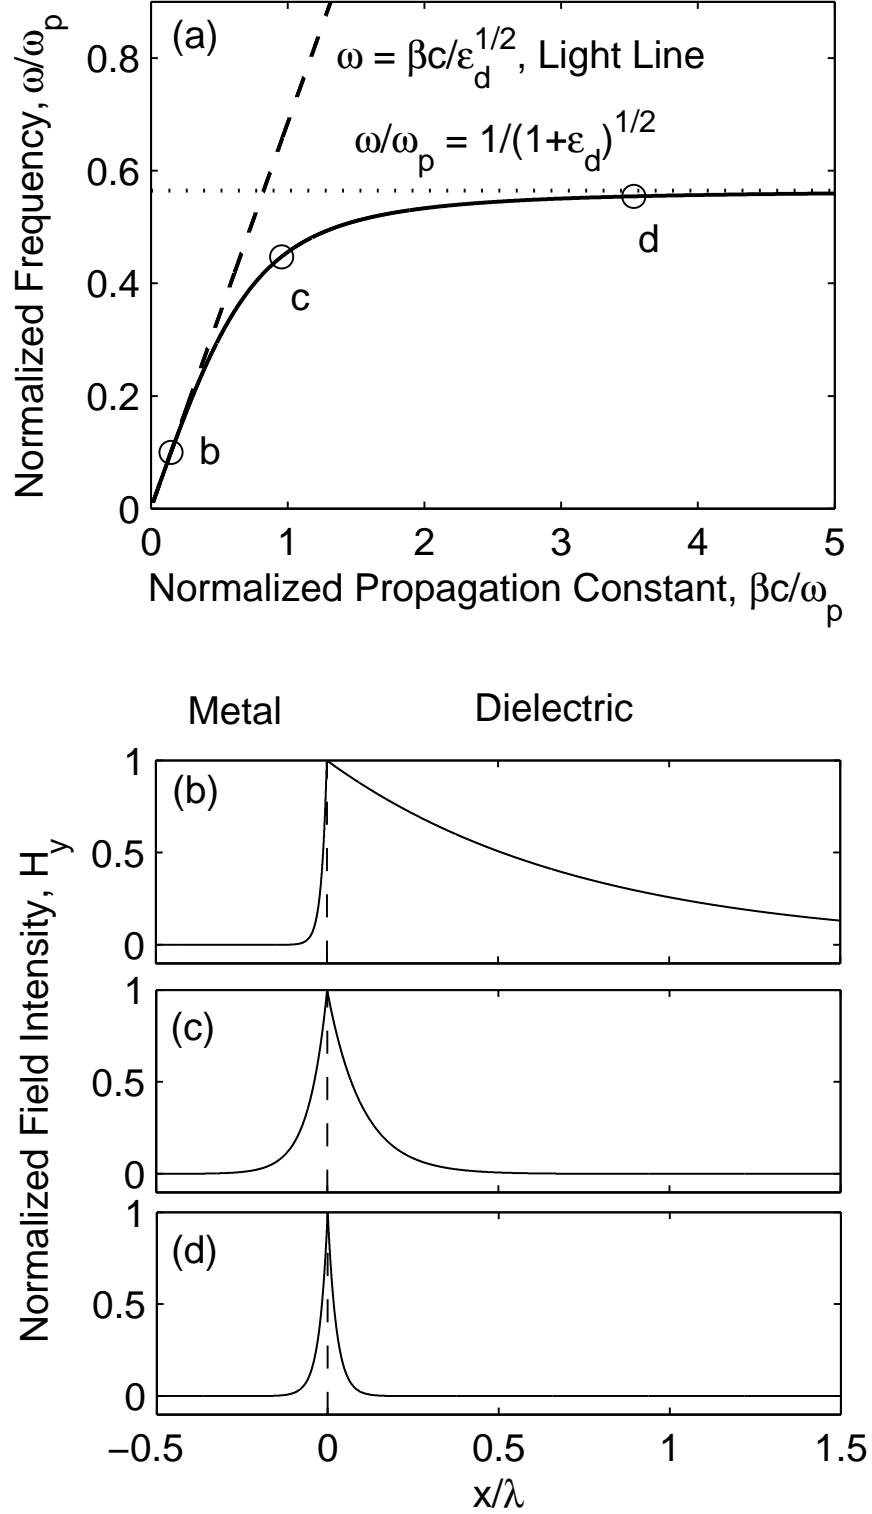 (a)
ω = βc/ε_d^{1/2}, Light Line
ω/ω_p = 1/(1+ε_d)^{1/2}
Normalized Frequency, ω/ω_p
0.8
0.6
0.4
0.2
0
b
c
d
0 1 2 3 4 5
Normalized Propagation Constant, βc/ω_p
Metal Dielectric
Normalized Field Intensity, H_y
(b)
1
0.5
0
(c)
1
0.5
0
(d)
1
0.5
0
−0.5 0 0.5 1 1.5
x/λ